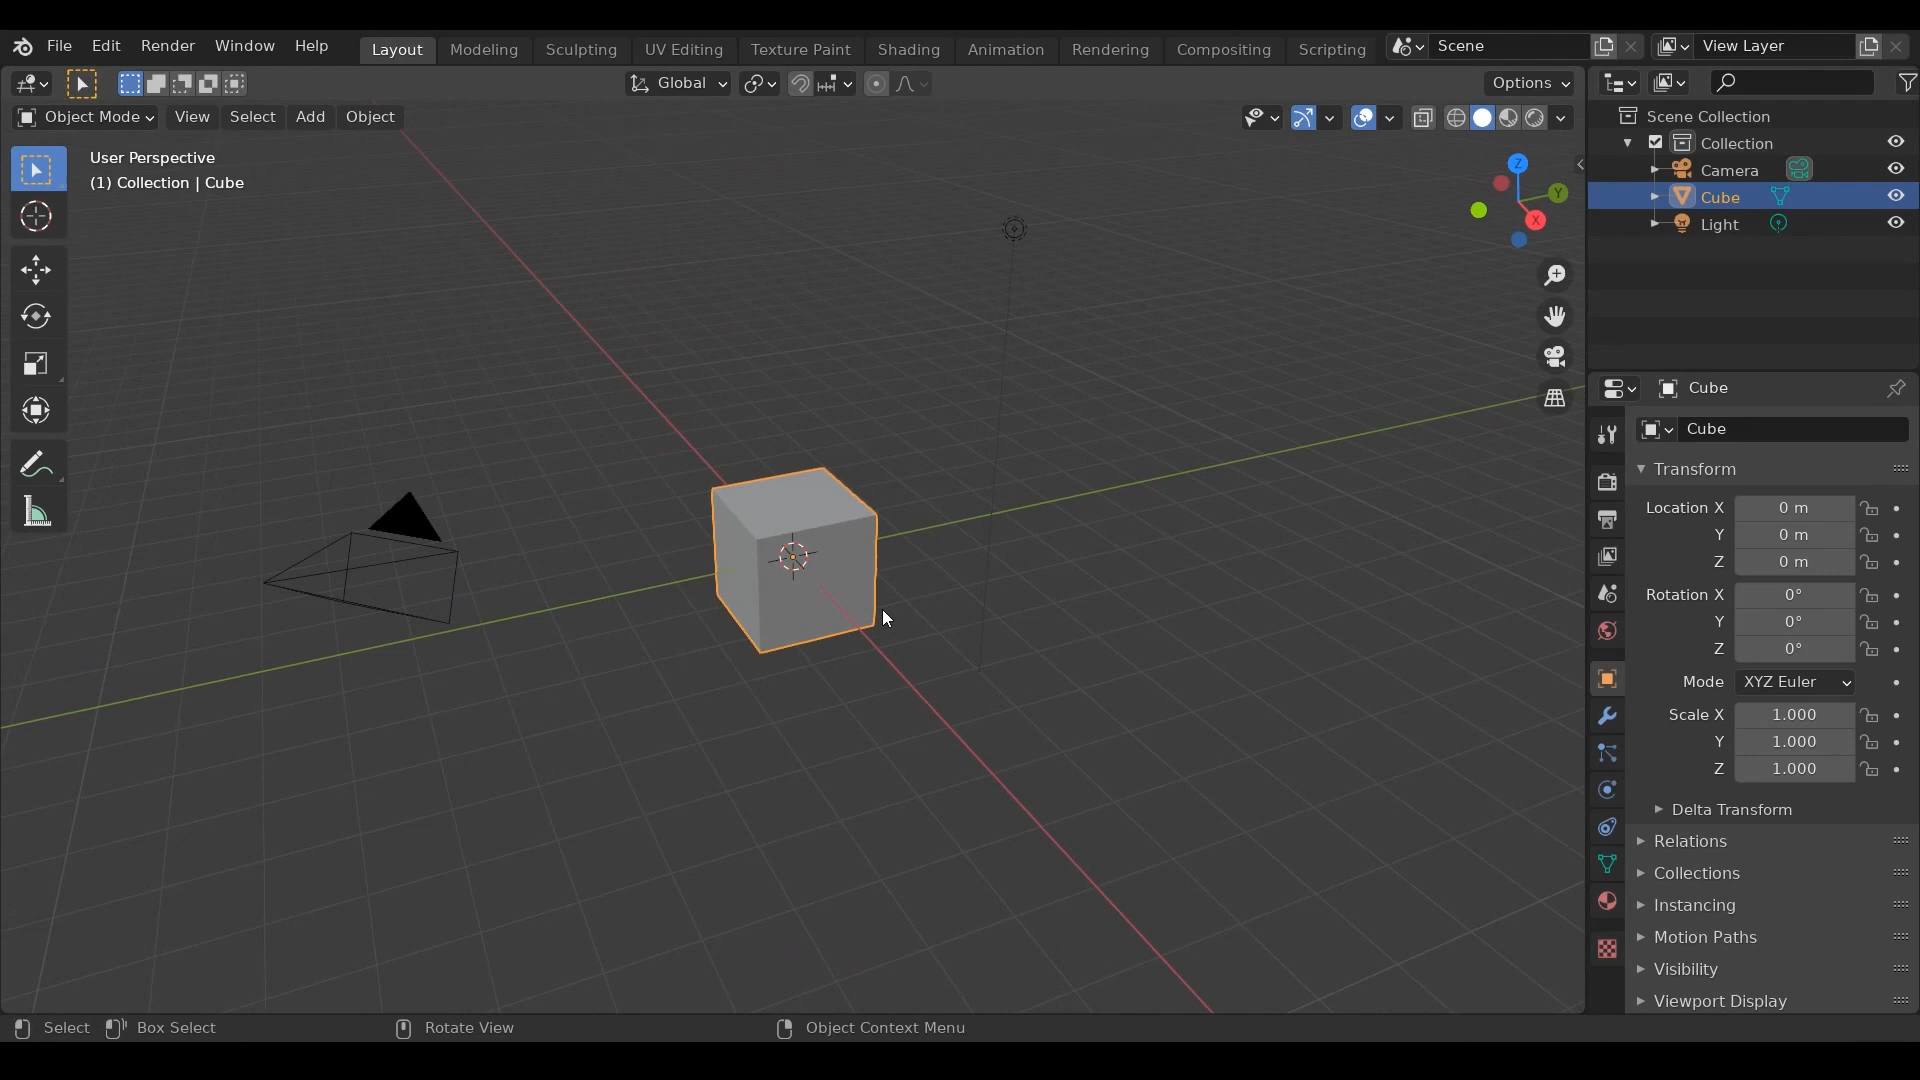 File Edit Render Window Help Layout Modeling Sculpting UV Editing Texture Paint Shading Animation Rendering Compositing Scripting Scene View Layer
Global Options
Object Mode View Select Add Object
User Perspective
(1) Collection | Cube
Z
Y
X
Scene Collection
Collection
Camera
Cube
Light
Cube
Cube
Transform
Location X 0 m
Y 0 m
Z 0 m
Rotation X 0°
Y 0°
Z 0°
Mode XYZ Euler
Scale X 1.000
Y 1.000
Z 1.000
Delta Transform
Relations
Collections
Instancing
Motion Paths
Visibility
Viewport Display
Select Box Select Rotate View Object Context Menu